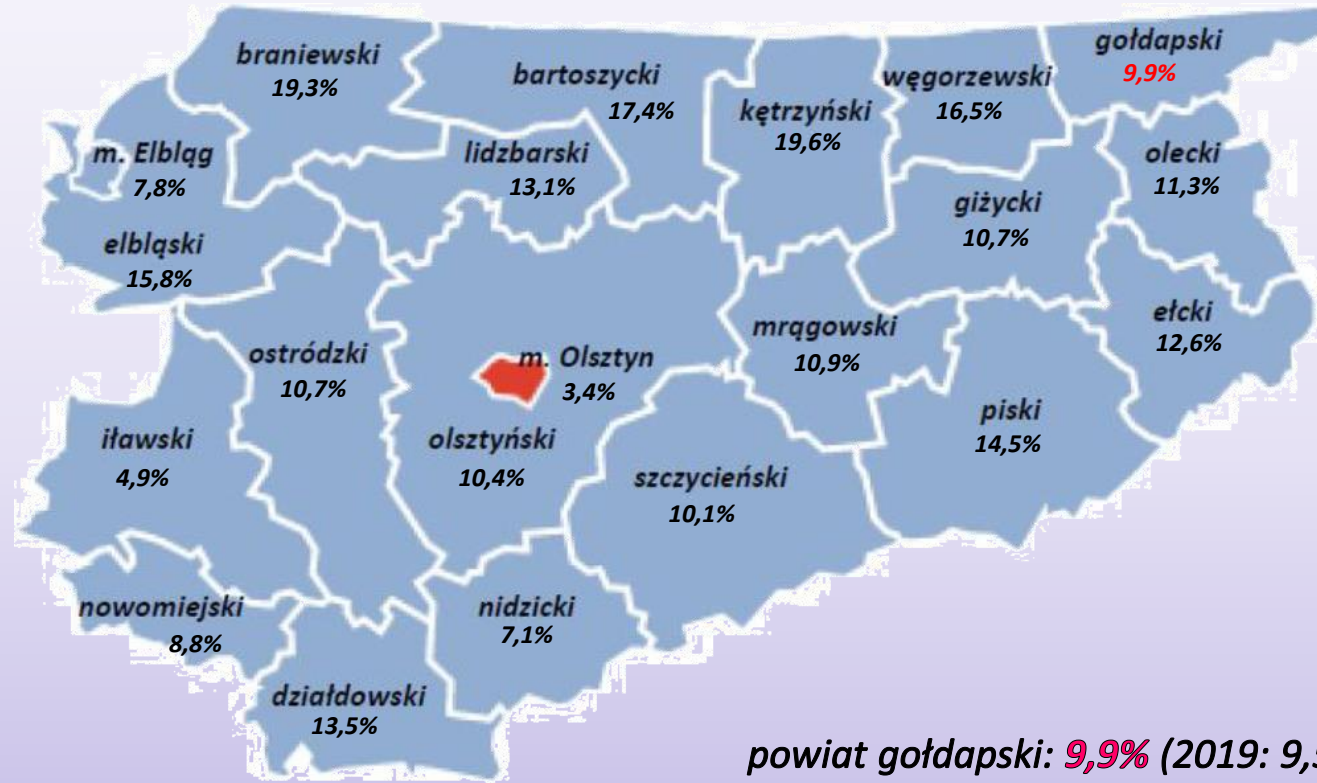 braniewski
19,3%
bartoszycki
17,4%
kętrzyński
19,6%
węgorzewski
16,5%
gołdapski
9,9%
m. Elbląg
7,8%
lidzbarski
13,1%
olecki
11,3%
giżycki
10,7%
elbląski
15,8%
ostródzki
10,7%
m. Olsztyn
3,4%
mrągowski
10,9%
ełcki
12,6%
iławski
4,9%
olsztyński
10,4%
szczycieński
10,1%
piski
14,5%
nowomiejski
8,8%
nidzicki
7,1%
działdowski
13,5%
powiat gołdapski: 9,9% (2019: